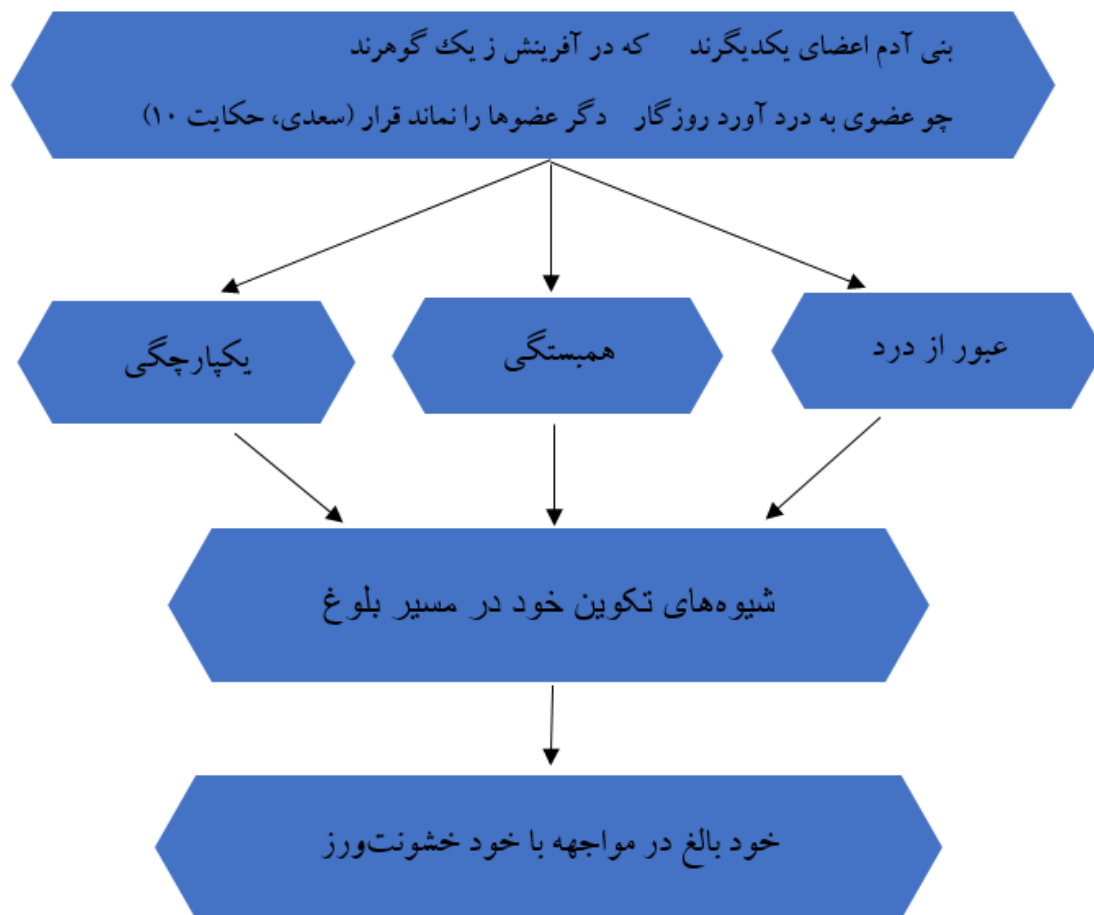 بنی آدم اعضای یکدیگرند که در آفرینش ز یک گوهرند
چو عضوی به درد آورد روزگار دگر عضوها را نماند قرار (سعدی، حکایت ۱۰)
عبور از درد
همبستگی
یکپارچگی
شیوه‌های تکوین خود در مسیر بلوغ
خود بالغ در مواجهه با خود خشونت‌ورز